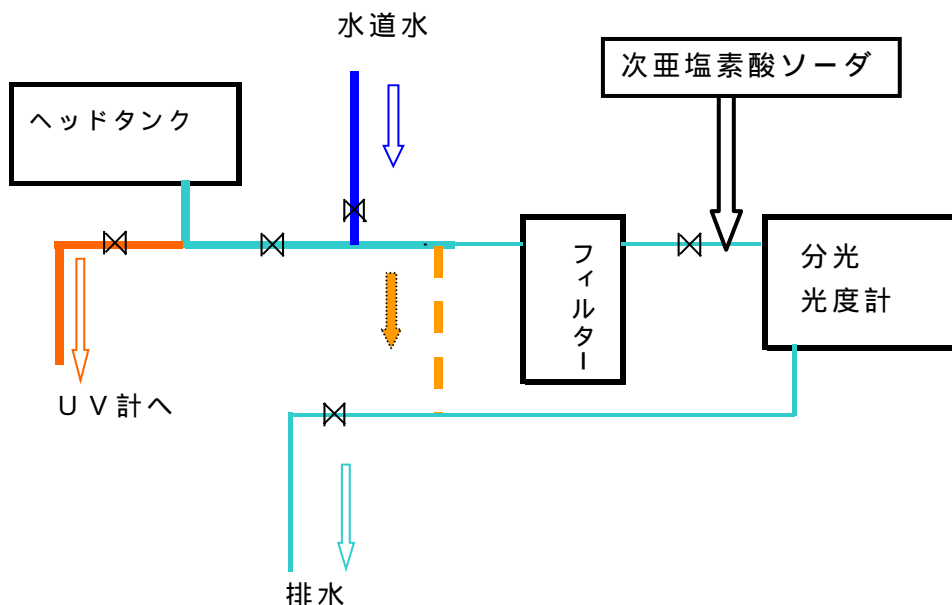 水道水
次亜塩素酸ソーダ
ヘッドタンク
フィルター
分光
光度計
ＵＶ計へ
排水